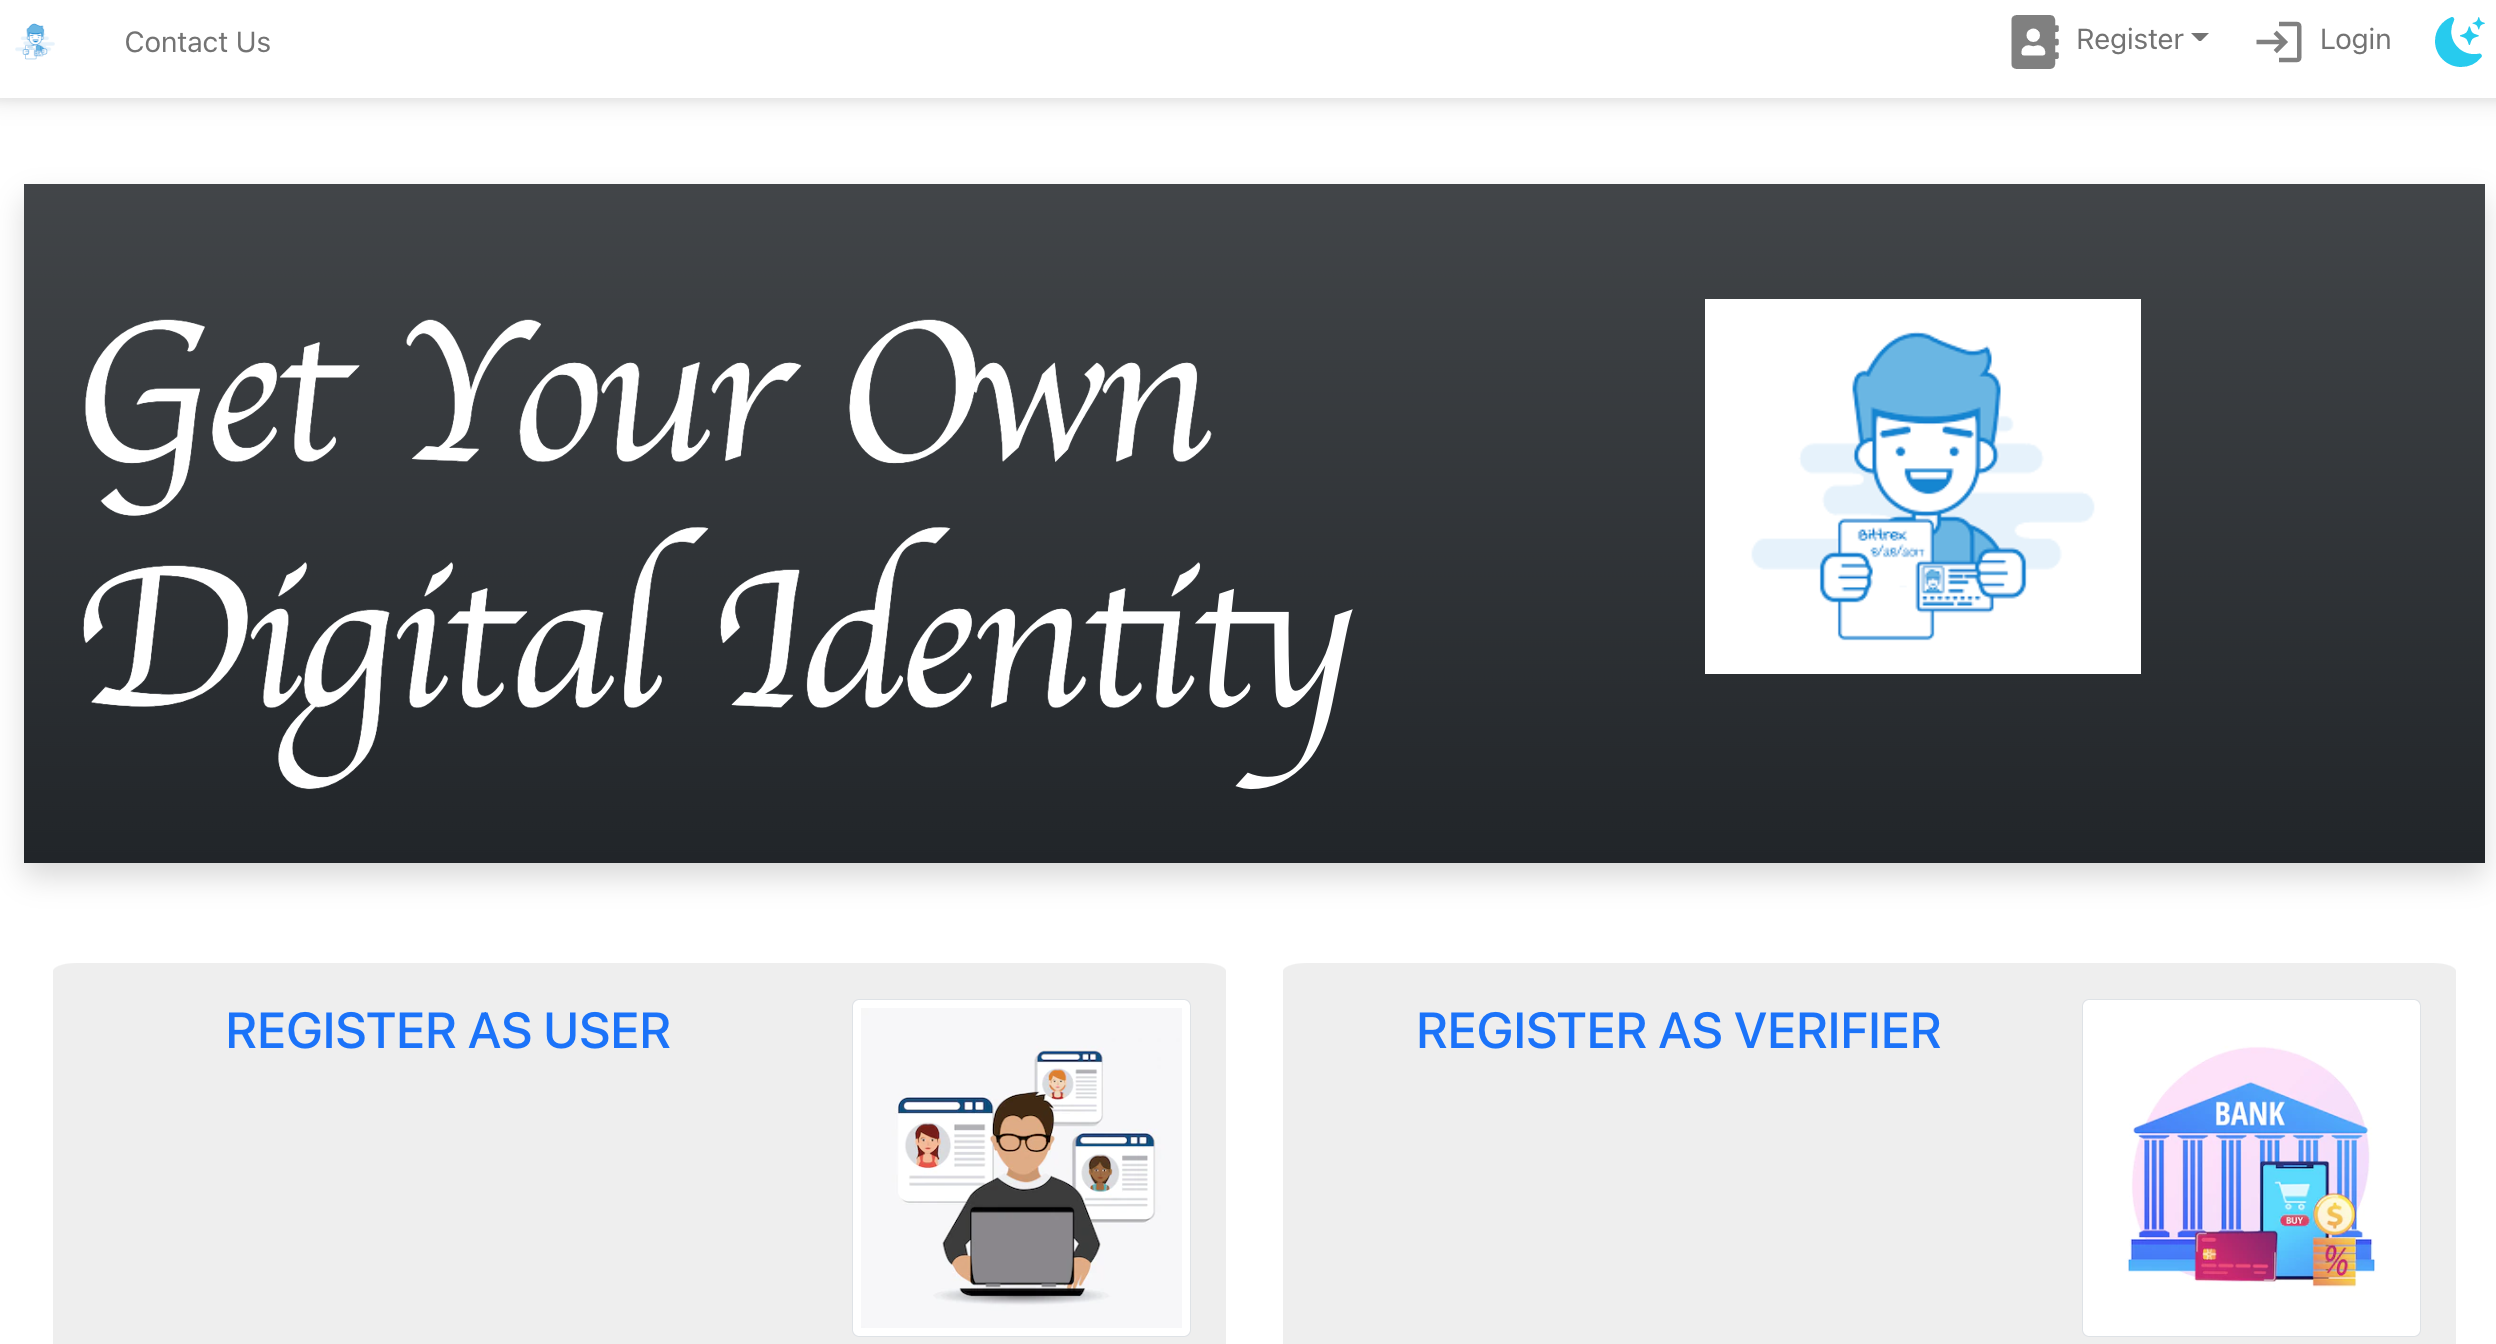 Contact Us
Register
Login
Get Your Own
Digital Identity
Bittrex
8/28/2017
REGISTER AS USER
REGISTER AS VERIFIER
BANK
BUY
$
%